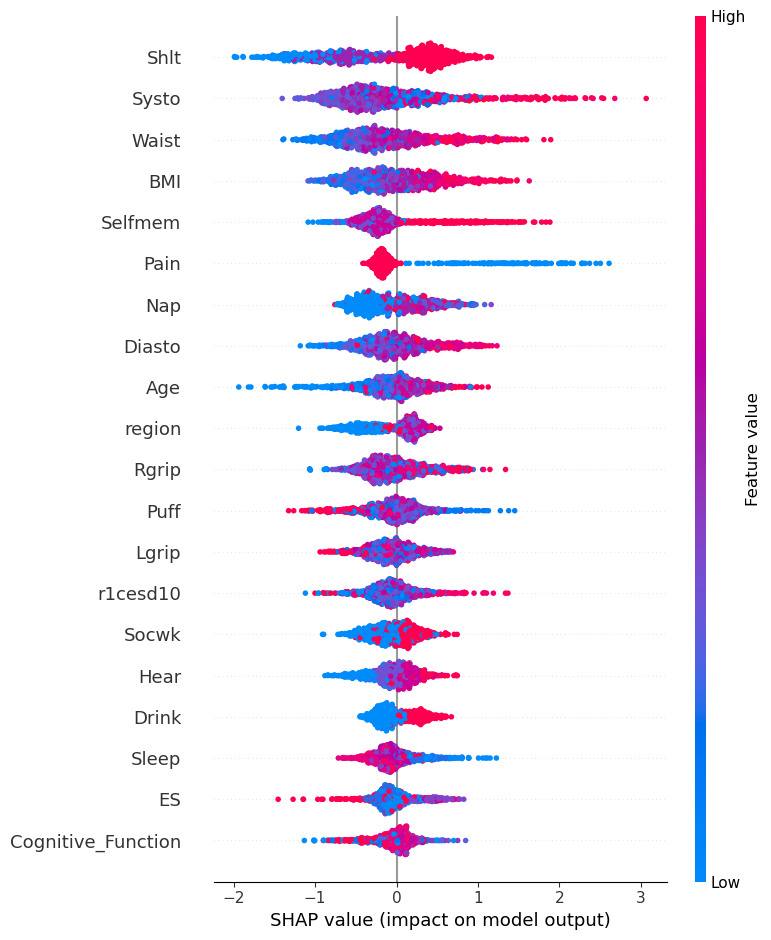 High
Shlt
Systo
Waist
BMI
Selfmem
Pain
Nap
Diasto
Age
region
Rgrip
Puff
Lgrip
r1cesd10
Socwk
Hear
Drink
Sleep
ES
Cognitive_Function
Feature value
Low
−2 −1 0 1 2 3
SHAP value (impact on model output)